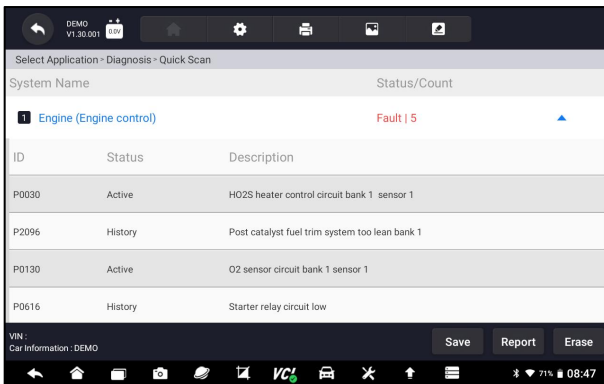 DEMO
V1.30.001 0.0V
Select Application > Diagnosis > Quick Scan
System Name Status/Count
1 Engine (Engine control) Fault | 5
ID Status Description
P0030 Active HO2S heater control circuit bank 1 sensor 1
P2096 History Post catalyst fuel trim system too lean bank 1
P0130 Active O2 sensor circuit bank 1 sensor 1
P0616 History Starter relay circuit low
VIN :
Car Information : DEMO
Save Report Erase
VCI 71% 08:47